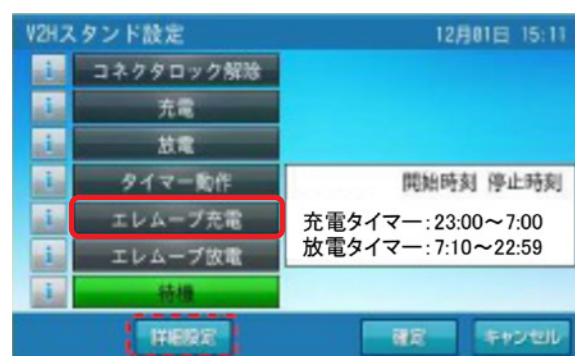 V2Hスタンド設定 12月01日 15:11
i コネクタロック解除
i 充電
i 放電
i タイマー動作
i エレムーブ充電
i エレムーブ放電
i 待機
開始時刻 停止時刻
充電タイマー:23:00~7:00
放電タイマー:7:10~22:59
詳細設定 確定 キャンセル